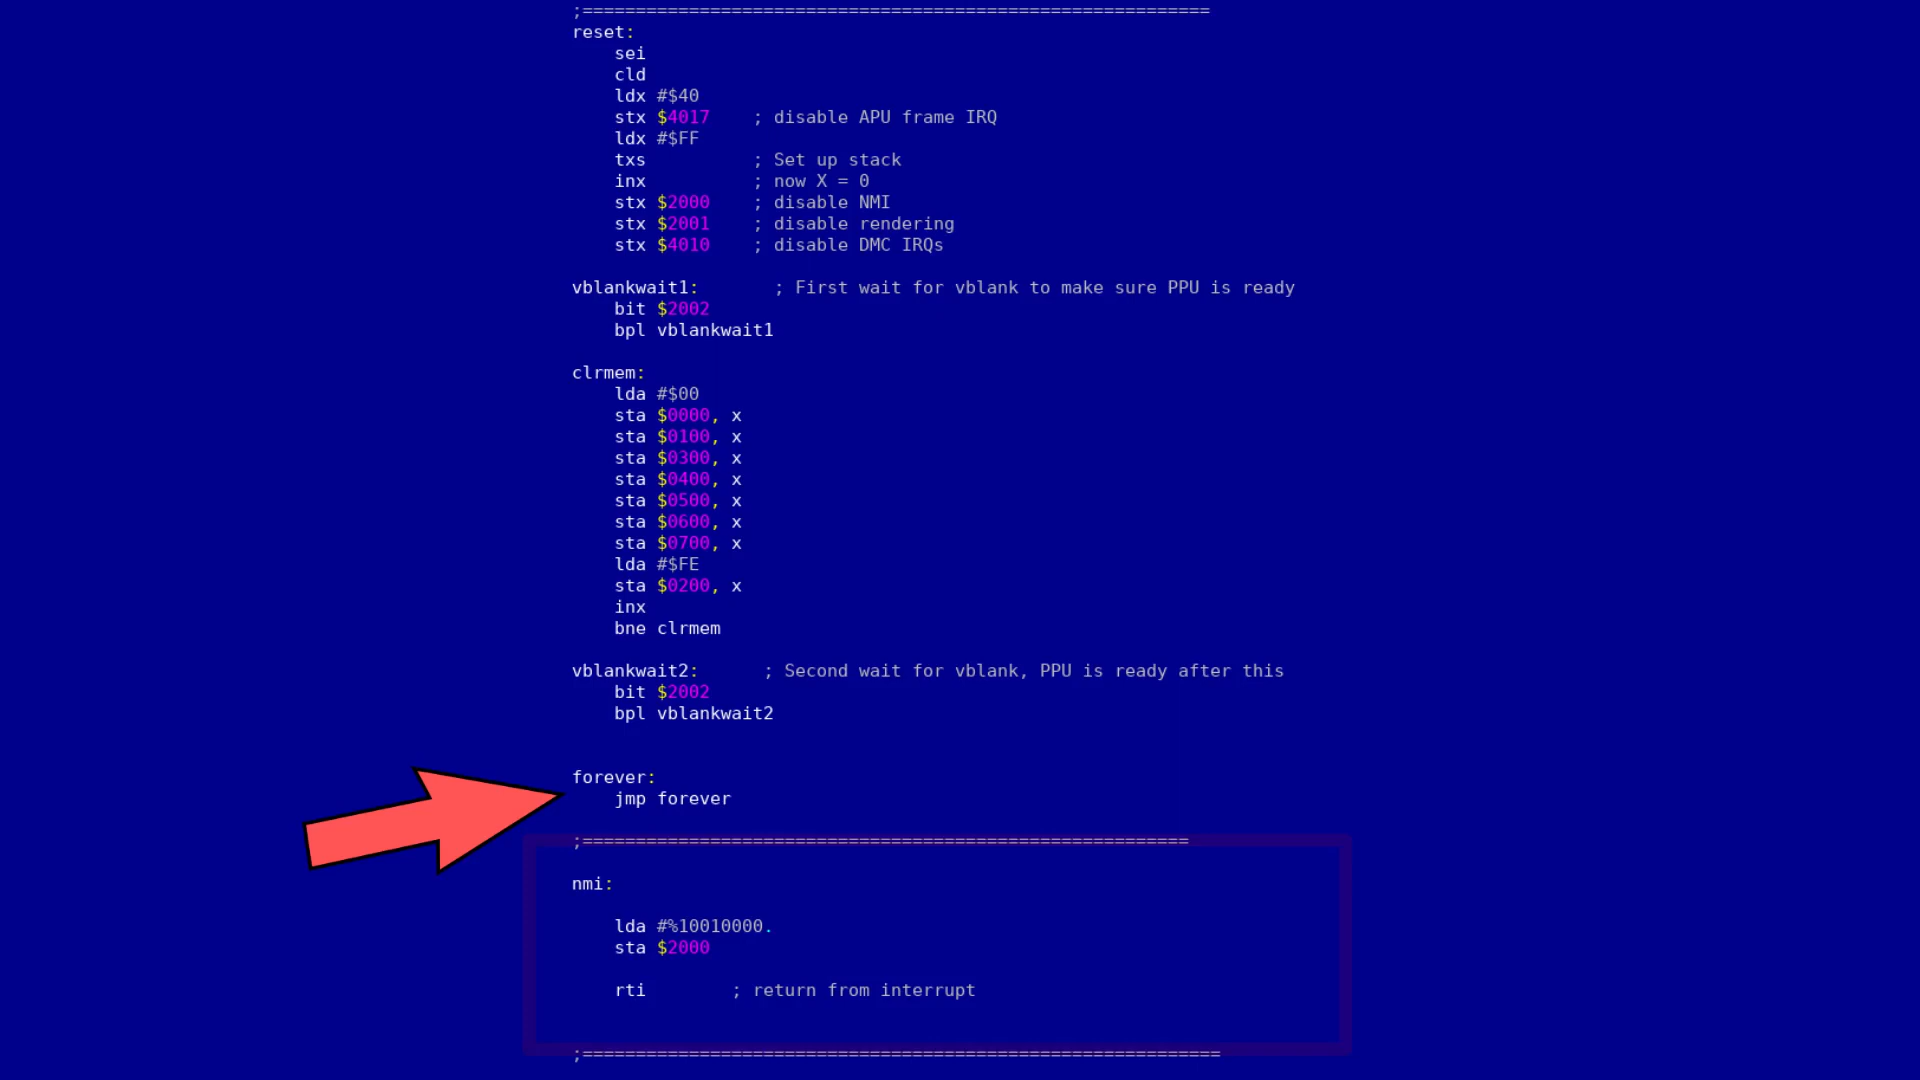 ;===========================================================
reset:
    sei
    cld
    ldx #$40
    stx $4017    ; disable APU frame IRQ
    ldx #$FF
    txs          ; Set up stack
    inx          ; now X = 0
    stx $2000    ; disable NMI
    stx $2001    ; disable rendering
    stx $4010    ; disable DMC IRQs
vblankwait1:       ; First wait for vblank to make sure PPU is ready
    bit $2002
    bpl vblankwait1
clrmem:
    lda #$00
    sta $0000, x
    sta $0100, x
    sta $0300, x
    sta $0400, x
    sta $0500, x
    sta $0600, x
    sta $0700, x
    lda #$FE
    sta $0200, x
    inx
    bne clrmem
vblankwait2:      ; Second wait for vblank, PPU is ready after this
    bit $2002
    bpl vblankwait2
forever:
    jmp forever
;=========================================================
nmi:
    lda #%10010000.
    sta $2000
    rti        ; return from interrupt
;============================================================